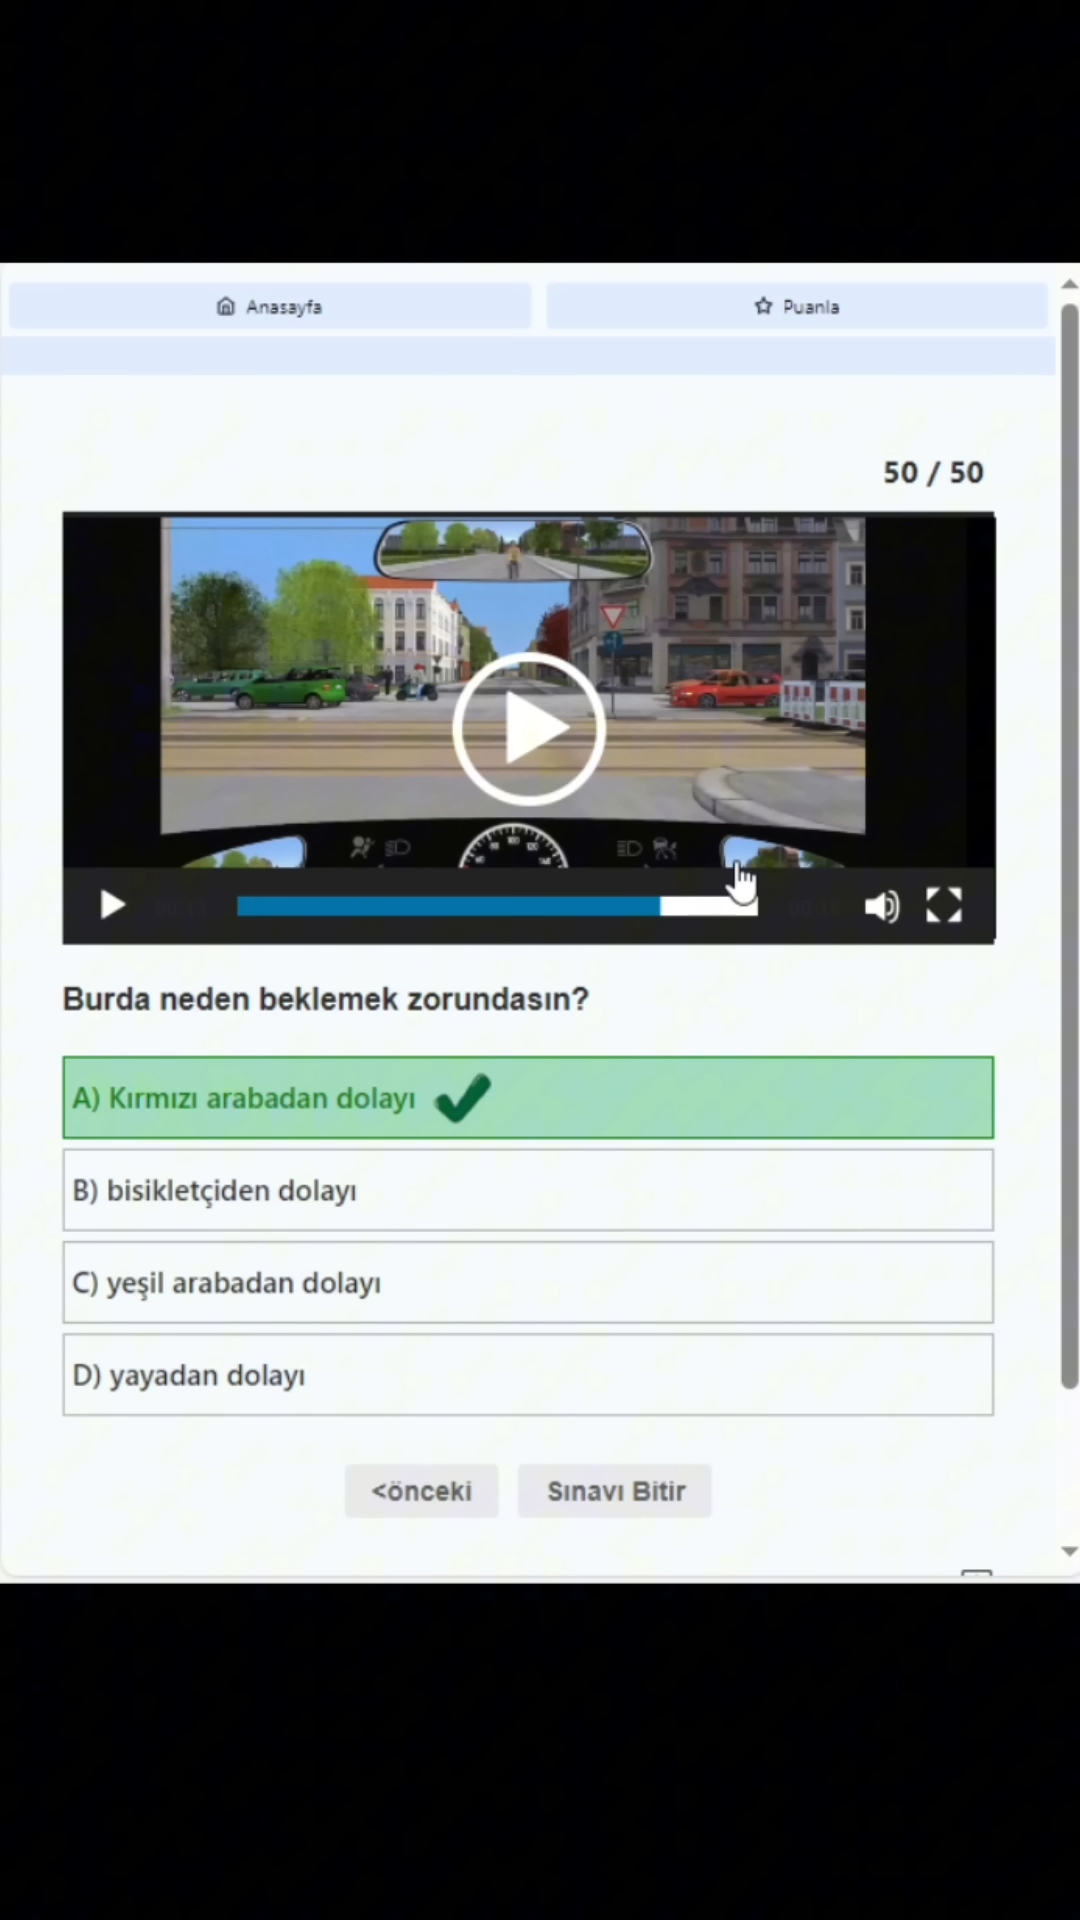 Anasayfa
Puanla
50 / 50
Burda neden beklemek zorundasın?
A) Kırmızı arabadan dolayı
B) bisikletçiden dolayı
C) yeşil arabadan dolayı
D) yayadan dolayı
<önceki
Sınavı Bitir